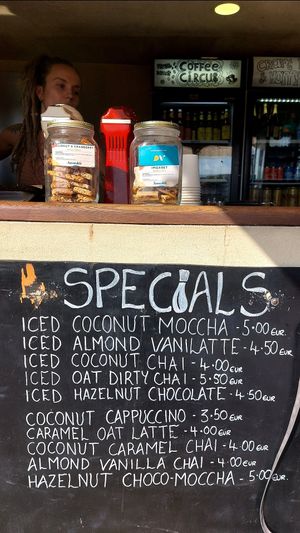 COFFEE
CIRCUS
SPECIALS
ICED COCONUT MOCCHA - 5.00 EUR
ICED ALMOND VANILATTE - 4.50 EUR
ICED COCONUT CHAI - 4.00 EUR
ICED OAT DIRTY CHAI - 5.50 EUR
ICED HAZELNUT CHOCOLATE - 4.50 EUR
COCONUT CAPPUCCINO - 3.50 EUR
CARAMEL OAT LATTE - 4.00 EUR
COCONUT CARAMEL CHAI - 4.00 EUR
ALMOND VANILLA CHAI - 4.00 EUR
HAZELNUT CHOCO-MOCCHA - 5.00 EUR